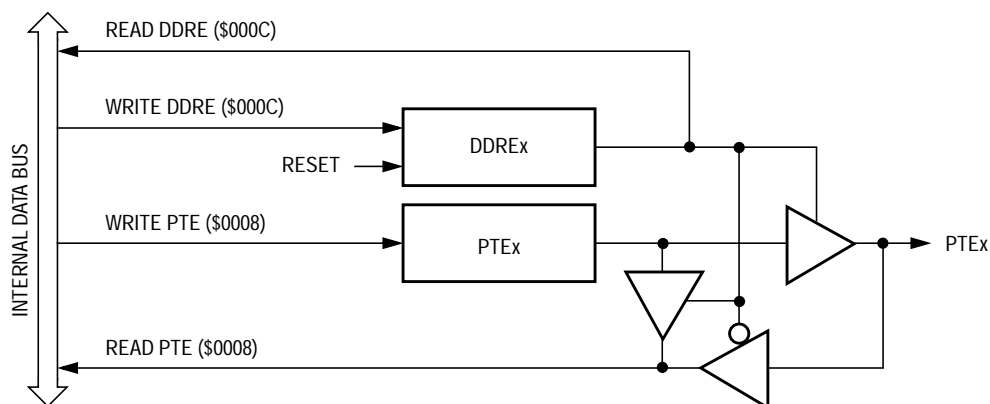 READ DDRE ($000C)
WRITE DDRE ($000C)
DDREx
RESET
INTERNAL DATA BUS
WRITE PTE ($0008)
PTEx
PTEx
READ PTE ($0008)